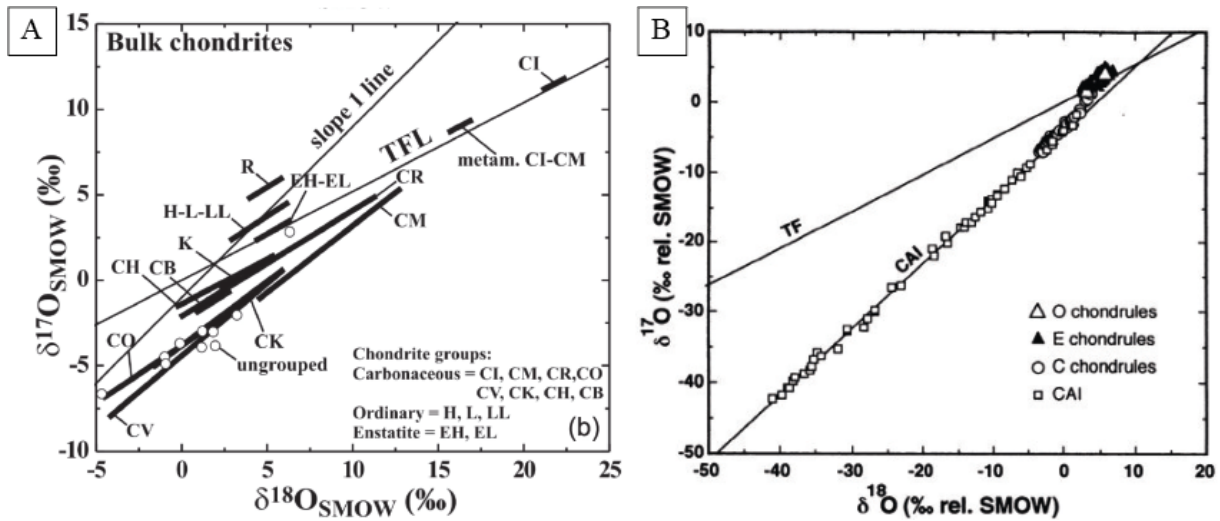 A
Bulk chondrites
slope 1 line
CI
TFL
metam. CI-CM
R
EH-EL
H-L-LL
CR
CM
K
CH
CB
CO
CK
ungrouped
CV
Chondrite groups:
Carbonaceous = CI, CM, CR,CO
CV, CK, CH, CB
Ordinary = H, L, LL
Enstatite = EH, EL
(b)
15
10
5
0
-5
-10
-5
0
5
10
15
20
25
δ17OSMOW (‰)
δ18OSMOW (‰)
B
10
0
-10
-20
-30
-40
-50
-50
-40
-30
-20
-10
0
10
20
TF
CAI
O chondrules
E chondrules
C chondrules
CAI
δ17O (‰ rel. SMOW)
δ18O (‰ rel. SMOW)